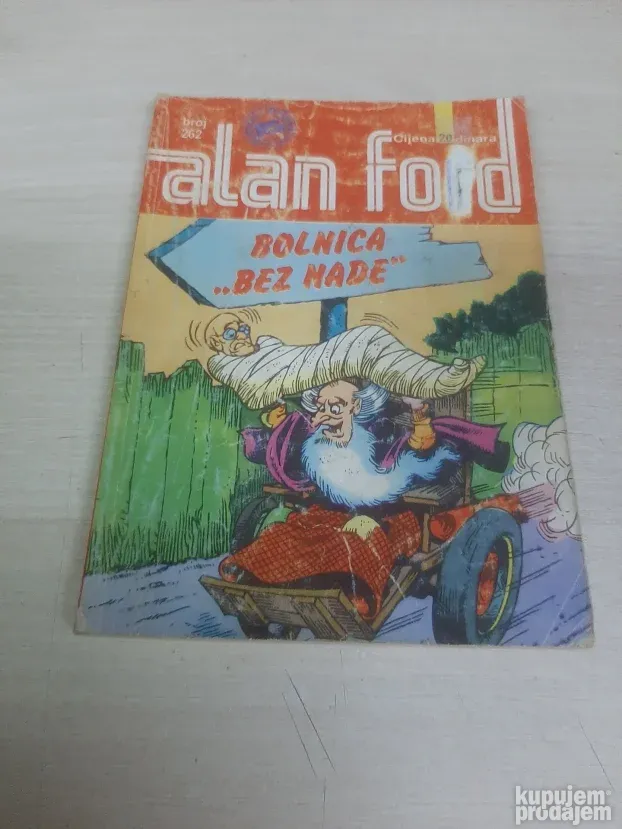 broj
262
Cijena 20 dinara
alan ford
BOLNICA
„BEZ NADE"
kupujem
prodajem